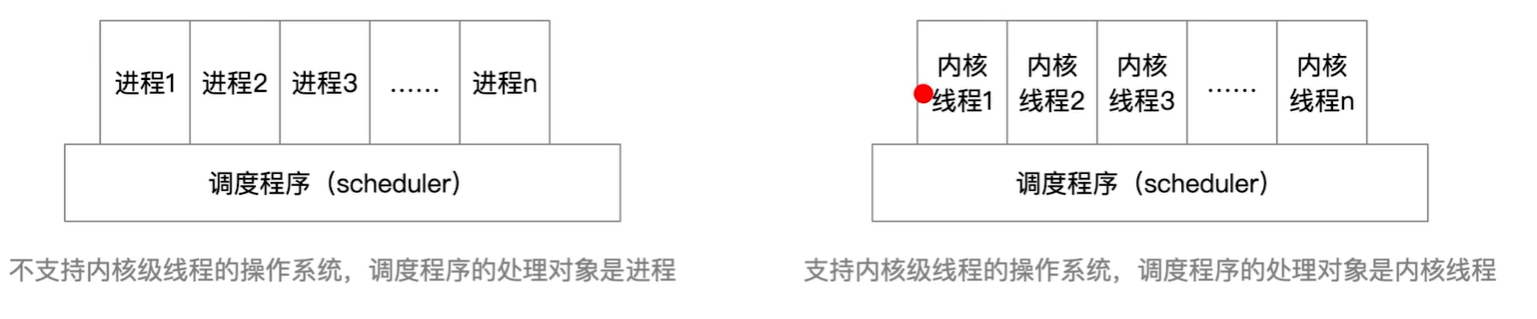 进程1 进程2 进程3 …… 进程n
调度程序（scheduler）
不支持内核级线程的操作系统，调度程序的处理对象是进程
内核线程1 内核线程2 内核线程3 …… 内核线程n
调度程序（scheduler）
支持内核级线程的操作系统，调度程序的处理对象是内核线程